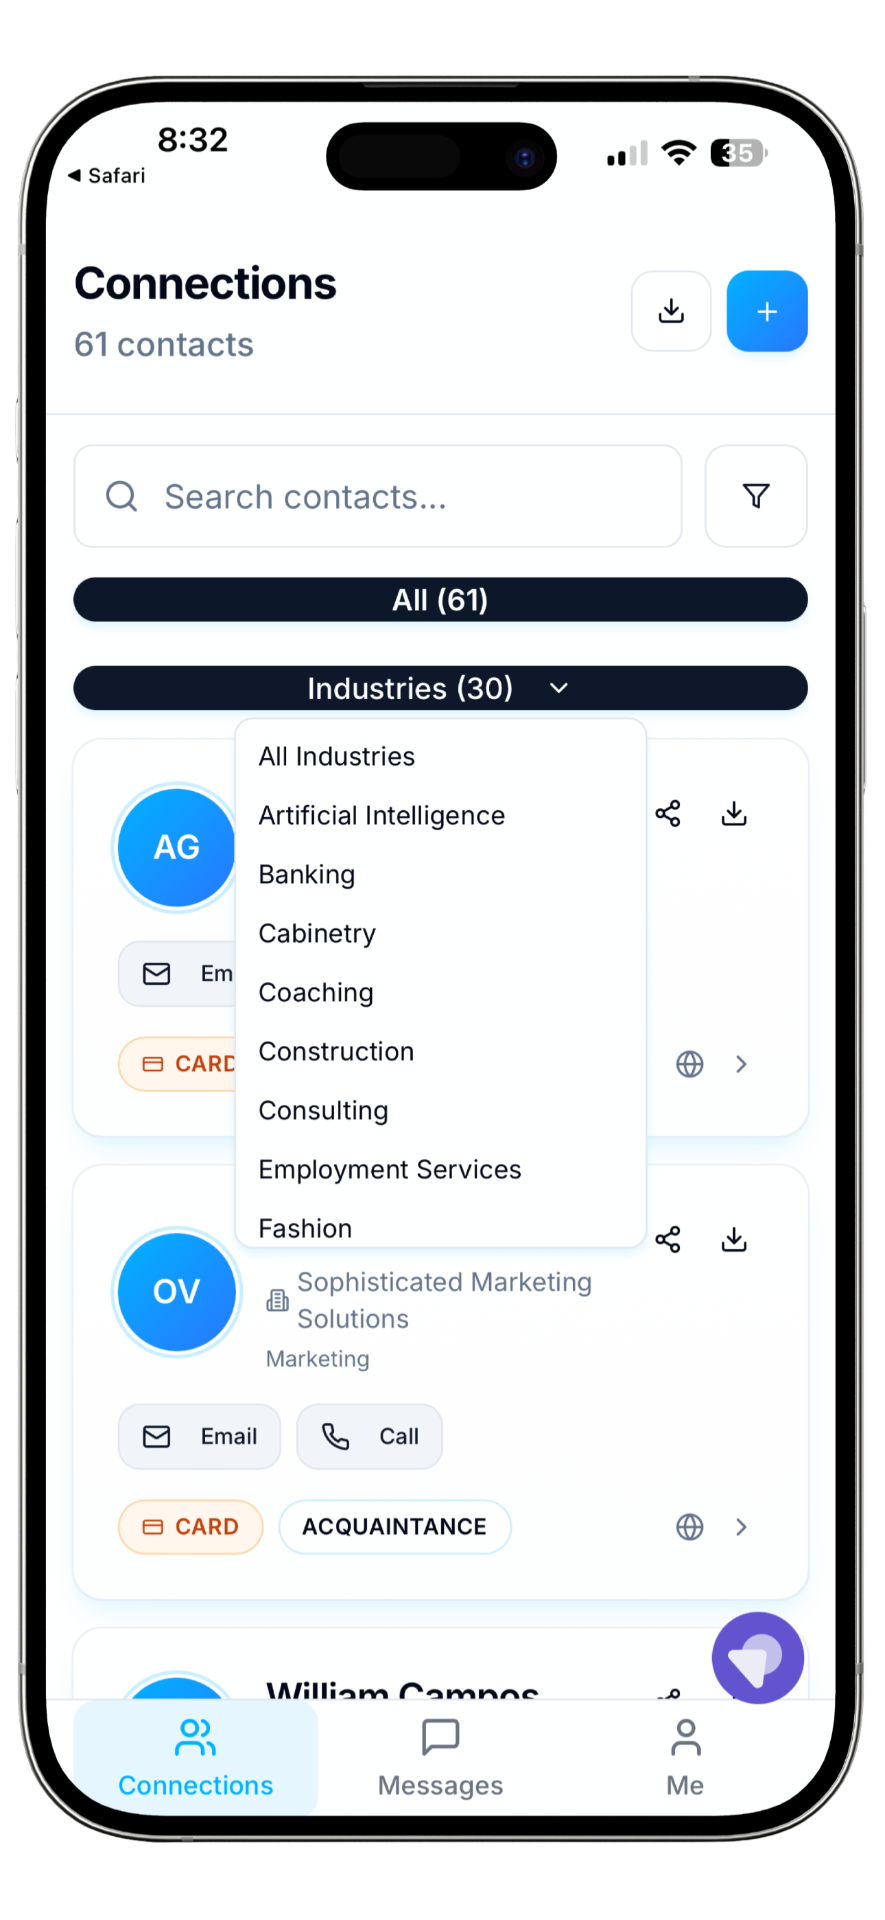 8:32
Safari
35
Connections
61 contacts
Search contacts...
All (61)
Industries (30)
All Industries
Artificial Intelligence
Banking
Cabinetry
Coaching
Construction
Consulting
Employment Services
Fashion
AG
Em
CARD
OV
Sophisticated Marketing
Solutions
Marketing
Email
Call
CARD
ACQUAINTANCE
William Campos
Connections
Messages
Me